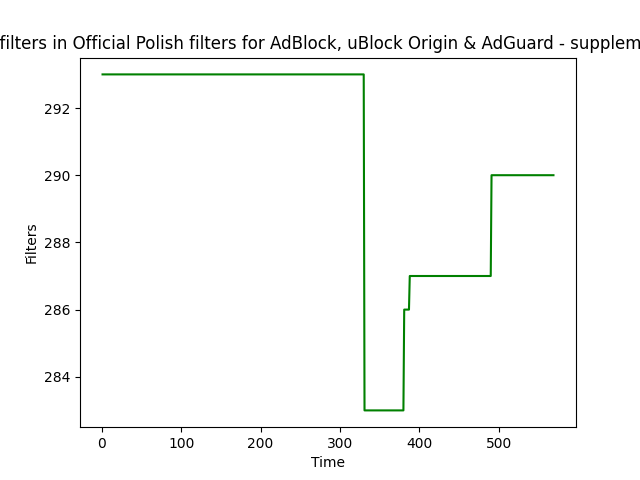 filters in Official Polish filters for AdBlock, uBlock Origin & AdGuard - supplem
292
290
288
286
284
Filters
0 100 200 300 400 500
Time